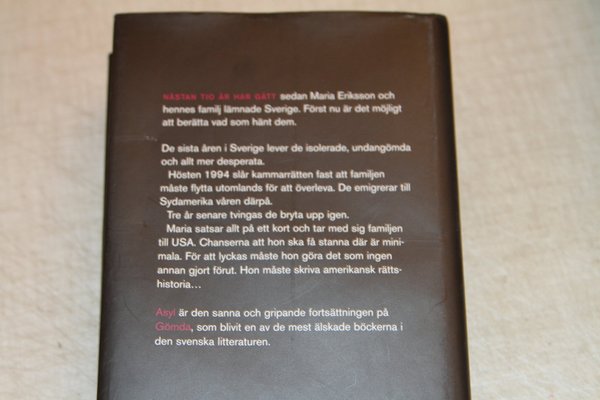 NÄSTAN TIO ÅR HAR GÅTT sedan Maria Eriksson och
hennes familj lämnade Sverige. Först nu är det möjligt
att berätta vad som hänt dem.
De sista åren i Sverige lever de isolerade, undangömda
och allt mer desperata.
Hösten 1994 slår kammarrätten fast att familjen
måste flytta utomlands för att överleva. De emigrerar till
Sydamerika våren därpå.
Tre år senare tvingas de bryta upp igen.
Maria satsar allt på ett kort och tar med sig familjen
till USA. Chanserna att hon ska få stanna där är mini-
mala. För att lyckas måste hon göra det som ingen
annan gjort förut. Hon måste skriva amerikansk rätts-
historia...
Asyl är den sanna och gripande fortsättningen på
Gömda, som blivit en av de mest älskade böckerna i
den svenska litteraturen.